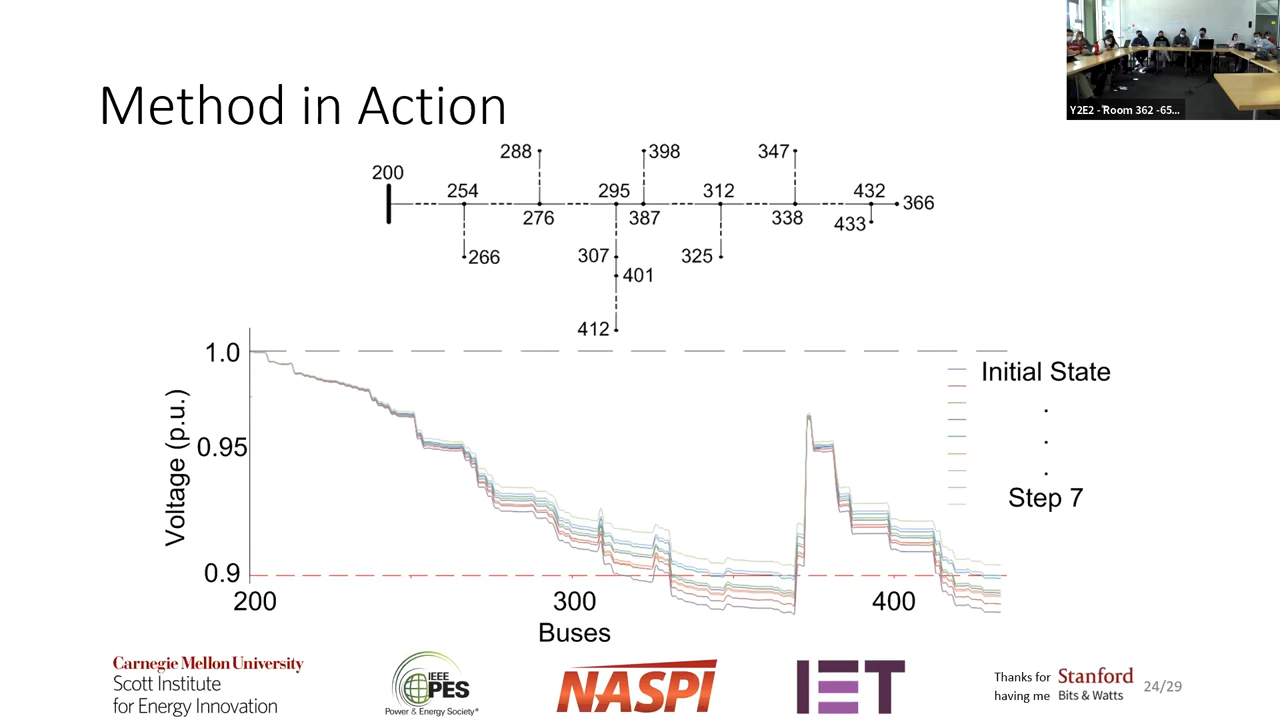 Y2E2 - Room 362 -65...
Method in Action
288
398
347
200
254
295
312
432
366
276
387
338
433
266
307
325
401
412
1.0
0.95
0.9
Voltage (p.u.)
Initial State
.
.
.
Step 7
200
300
400
Buses
Carnegie Mellon University
Scott Institute
for Energy Innovation
IEEE
PES
Power & Energy Society®
NASPI
IET
Thanks for
having me
Stanford
Bits & Watts
24/29